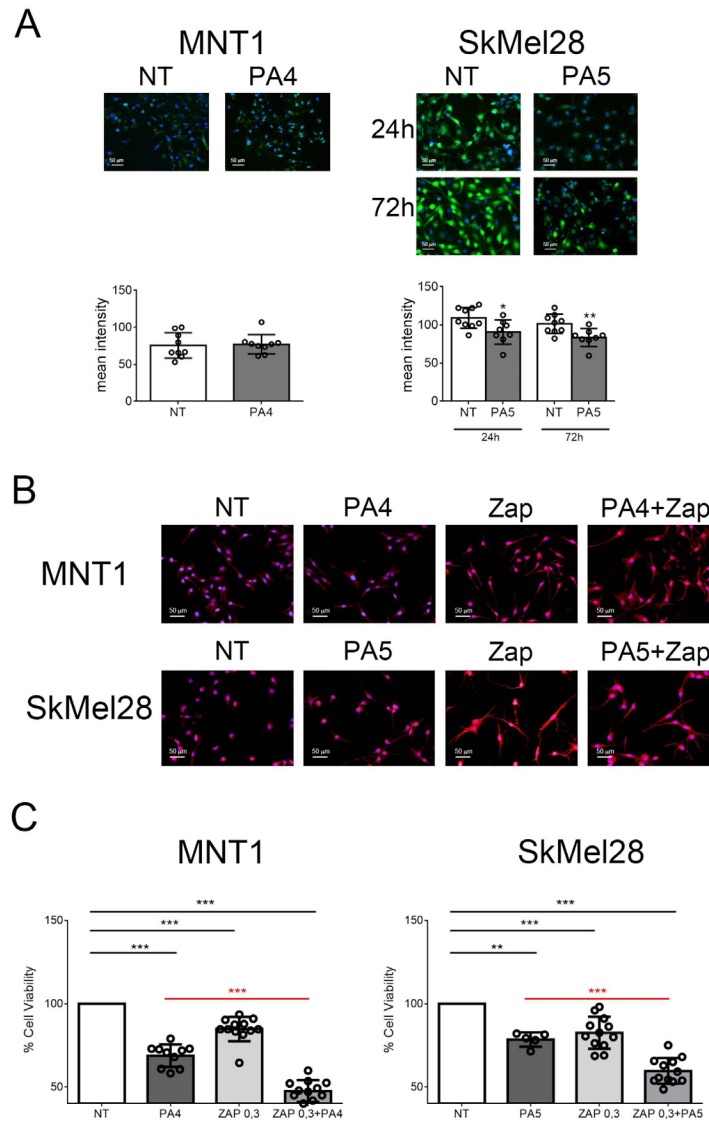 A
MNT1 SkMel28
NT PA4 NT PA5
24h
50 µm 50 µm 50 µm 50 µm
72h
50 µm 50 µm
150 150
100 100
50 50
0 0
mean intensity mean intensity
* **
NT PA4 NT PA5 NT PA5
24h 72h
B
NT PA4 Zap PA4+Zap
MNT1
50 µm 50 µm 50 µm 50 µm
NT PA5 Zap PA5+Zap
SkMel28
50 µm 50 µm 50 µm 50 µm
C
MNT1 SkMel28
*** ***
*** ***
*** **
*** ***
100 100
50 50
% Cell Viability % Cell Viability
NT PA4 ZAP 0,3 ZAP 0,3+PA4 NT PA5 ZAP 0,3 ZAP 0,3+PA5